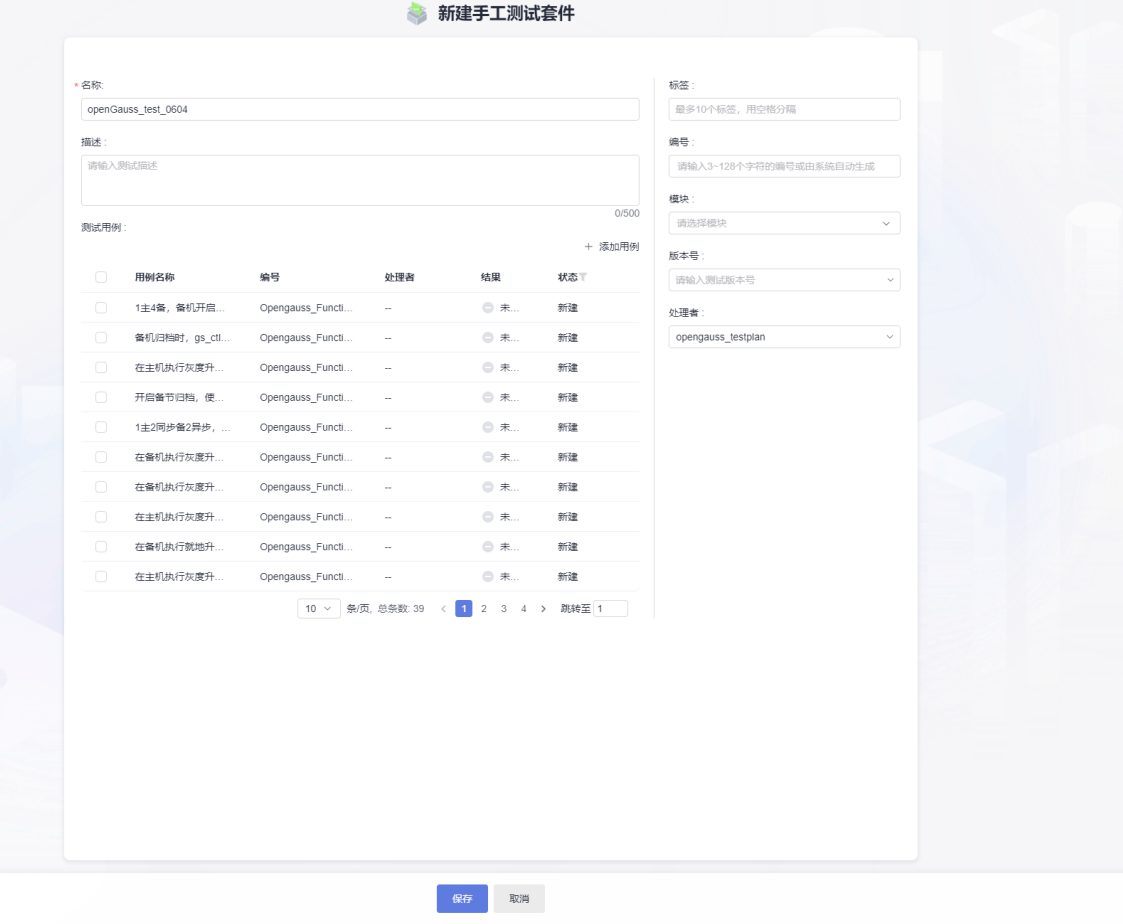 新建手工测试套件
* 名称:
openGauss_test_0604
描述 :
请输入测试描述
0/500
测试用例 :
+ 添加用例
用例名称 编号 处理者 结果 状态
1主4备，备机开启... Opengauss_Functi... -- 未... 新建
备机归档时，gs_ctl... Opengauss_Functi... -- 未... 新建
在主机执行灰度升... Opengauss_Functi... -- 未... 新建
开启备节归档，使... Opengauss_Functi... -- 未... 新建
1主2同步备2异步，... Opengauss_Functi... -- 未... 新建
在备机执行灰度升... Opengauss_Functi... -- 未... 新建
在备机执行灰度升... Opengauss_Functi... -- 未... 新建
在主机执行灰度升... Opengauss_Functi... -- 未... 新建
在备机执行就地升... Opengauss_Functi... -- 未... 新建
在主机执行灰度升... Opengauss_Functi... -- 未... 新建
10 条/页, 总条数: 39 < 1 2 3 4 > 跳转至 1
标签 :
最多10个标签，用空格分隔
编号 :
请输入3~128个字符的编号或由系统自动生成
模块 :
请选择模块
版本号 :
请输入测试版本号
处理者 :
opengauss_testplan
保存 取消